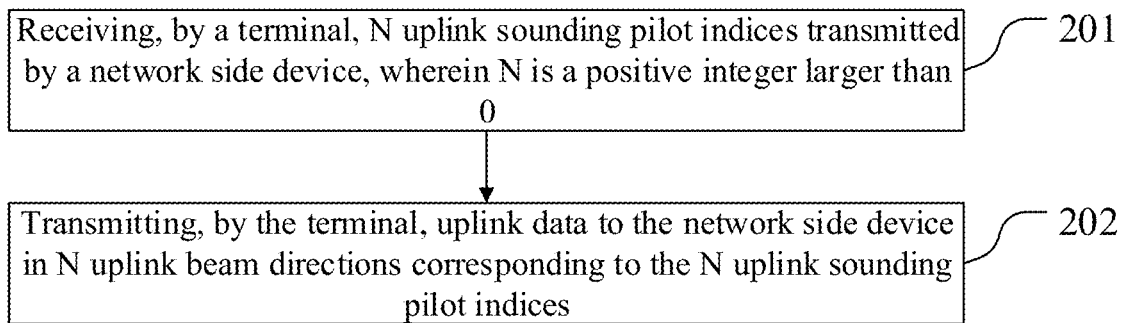 Receiving, by a terminal, N uplink sounding pilot indices transmitted
by a network side device, wherein N is a positive integer larger than
0
201
Transmitting, by the terminal, uplink data to the network side device
in N uplink beam directions corresponding to the N uplink sounding
pilot indices
202